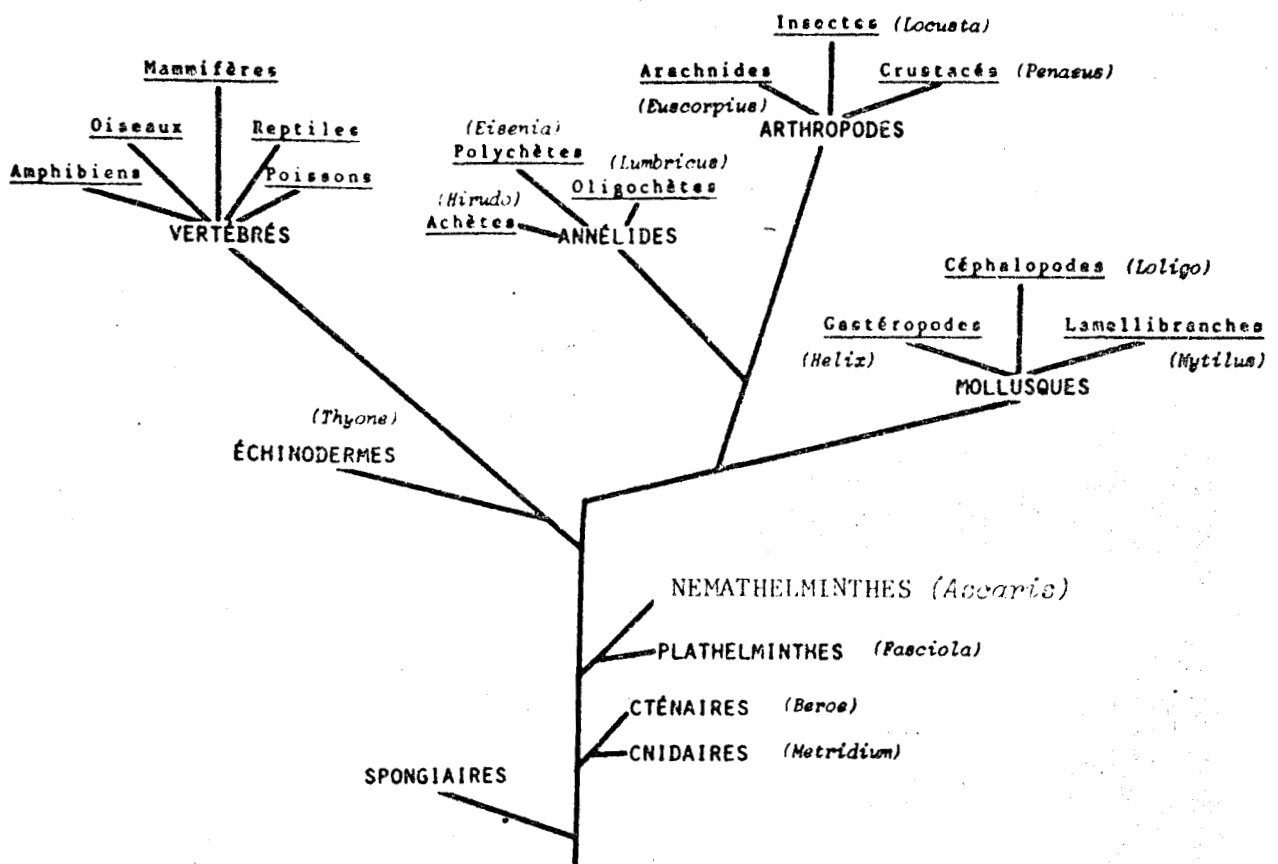 Insectes (Locusta)
Mammifères
Arachnides
Crustacés (Penaeus)
(Euscorpius)
ARTHROPODES
Oiseaux
Reptiles
(Eisenia)
Polychètes
(Lumbricus)
Amphibiens
Poissons
Oligochètes
(Hirudo)
Achètes
VERTÉBRÉS
ANNÉLIDES
Céphalopodes (Loligo)
Gastéropodes
Lamellibranches
(Helix)
(Mytilus)
MOLLUSQUES
(Thyone)
ÉCHINODERMES
NEMATHELMINTHES (Ascaris)
PLATHELMINTHES (Fasciola)
CTÉNAIRES (Beroe)
CNIDAIRES (Metridium)
SPONGIAIRES